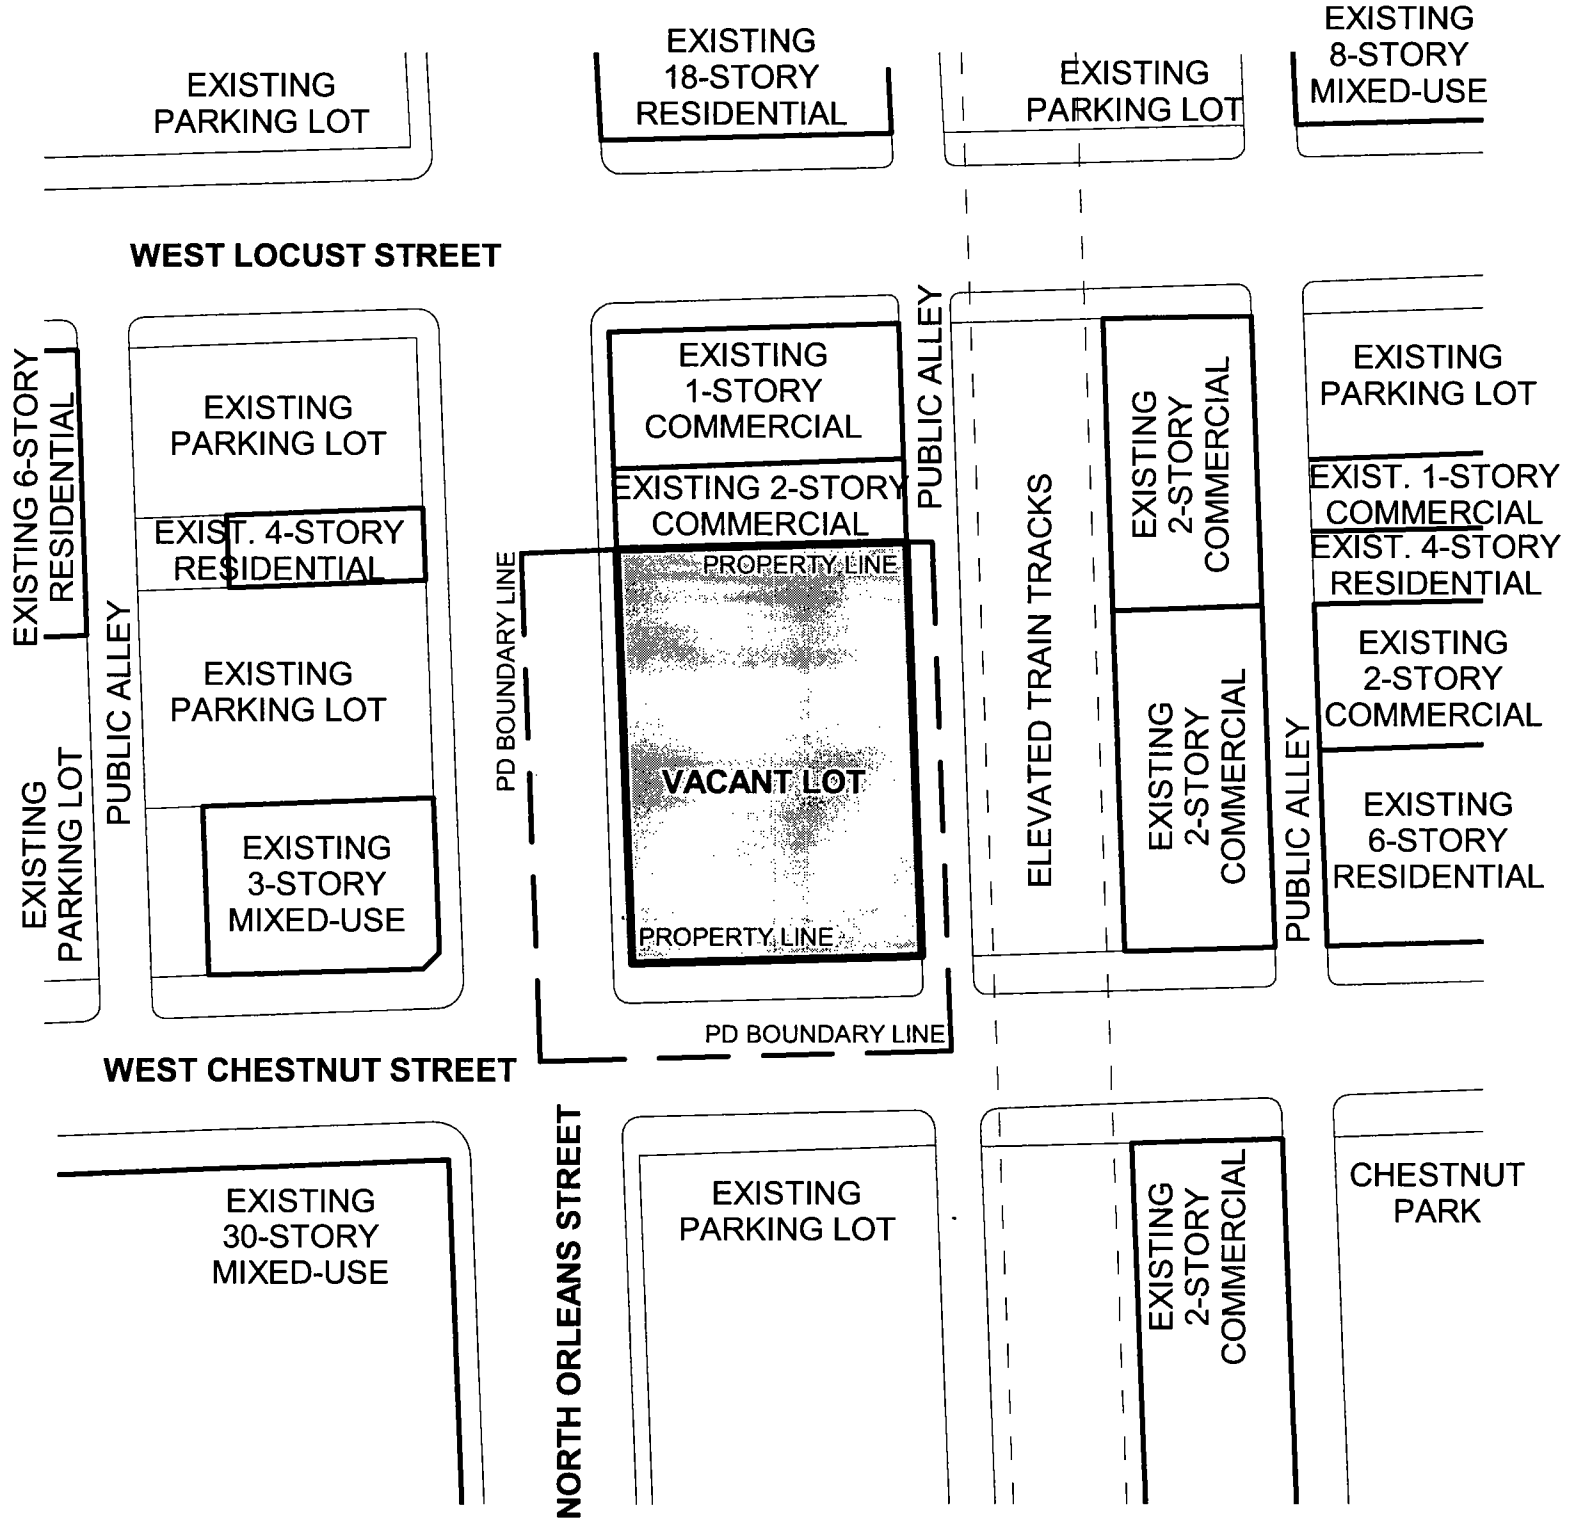 EXISTING
PARKING LOT
EXISTING
18-STORY
RESIDENTIAL
EXISTING
PARKING LOT
EXISTING
8-STORY
MIXED-USE
WEST LOCUST STREET
EXISTING 6-STORY
RESIDENTIAL
EXISTING
PARKING LOT
EXISTING
1-STORY
COMMERCIAL
PUBLIC ALLEY
EXISTING
2-STORY
COMMERCIAL
EXISTING
PARKING LOT
EXIST. 4-STORY
RESIDENTIAL
EXISTING 2-STORY
COMMERCIAL
EXIST. 1-STORY
COMMERCIAL
EXIST. 4-STORY
RESIDENTIAL
PD BOUNDARY LINE
PROPERTY LINE
ELEVATED TRAIN TRACKS
PUBLIC ALLEY
EXISTING
PARKING LOT
EXISTING
2-STORY
COMMERCIAL
EXISTING
2-STORY
COMMERCIAL
VACANT LOT
PUBLIC ALLEY
EXISTING
PARKING LOT
EXISTING
3-STORY
MIXED-USE
EXISTING
6-STORY
RESIDENTIAL
PROPERTY LINE
PD BOUNDARY LINE
WEST CHESTNUT STREET
NORTH ORLEANS STREET
EXISTING
30-STORY
MIXED-USE
EXISTING
PARKING LOT
EXISTING
2-STORY
COMMERCIAL
CHESTNUT
PARK